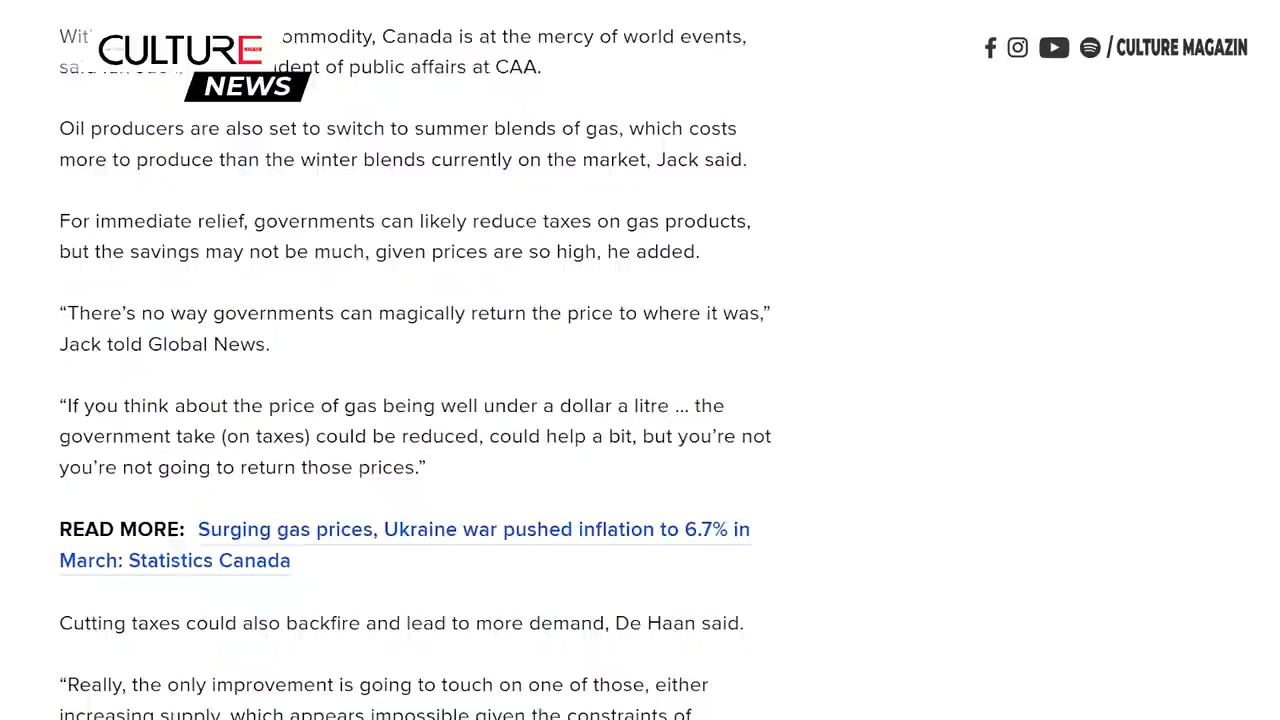 CULTURE
NEWS
/ CULTURE MAGAZIN
ommodity, Canada is at the mercy of world events,
dent of public affairs at CAA.
Oil producers are also set to switch to summer blends of gas, which costs
more to produce than the winter blends currently on the market, Jack said.
For immediate relief, governments can likely reduce taxes on gas products,
but the savings may not be much, given prices are so high, he added.
“There’s no way governments can magically return the price to where it was,”
Jack told Global News.
“If you think about the price of gas being well under a dollar a litre … the
government take (on taxes) could be reduced, could help a bit, but you’re not
you’re not going to return those prices.”
READ MORE: Surging gas prices, Ukraine war pushed inflation to 6.7% in
March: Statistics Canada
Cutting taxes could also backfire and lead to more demand, De Haan said.
“Really, the only improvement is going to touch on one of those, either
increasing supply, which appears impossible given the constraints of